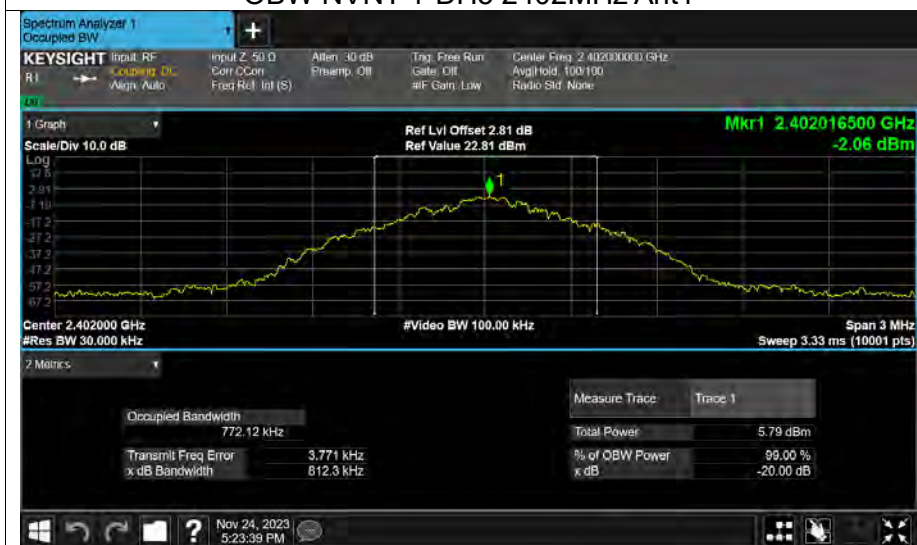 OBW NVNT 1-DH5 2402MHz Ant1
Spectrum Analyzer 1
Occupied BW
1
+
KEYSIGHT Input: RF
R L
Coupling: DC
Align: Auto
Input Z: 50 Ω
Corr CCorr
Freq Ref: Int (S)
Atten: 30 dB
Preamp: Off
Trig: Free Run
Gate: Off
#IF Gain: Low
Center Freq: 2.402000000 GHz
Avg|Hold: 100/100
Radio Std: None
1 Graph
Scale/Div 10.0 dB
Ref Lvl Offset 2.81 dB
Ref Value 22.81 dBm
Mkr1 2.402016500 GHz
-2.06 dBm
Log
2.81
-7.19
-17.2
-27.2
-37.2
-47.2
-57.2
-67.2
1
Center 2.402000 GHz
#Res BW 30.000 kHz
#Video BW 100.00 kHz
Span 3 MHz
Sweep 3.33 ms (10001 pts)
2 Metrics
Occupied Bandwidth
772.12 kHz
Transmit Freq Error 3.771 kHz
x dB Bandwidth 812.3 kHz
Measure Trace Trace 1
Total Power 5.79 dBm
% of OBW Power 99.00 %
x dB -20.00 dB
?
Nov 24, 2023
5:23:39 PM